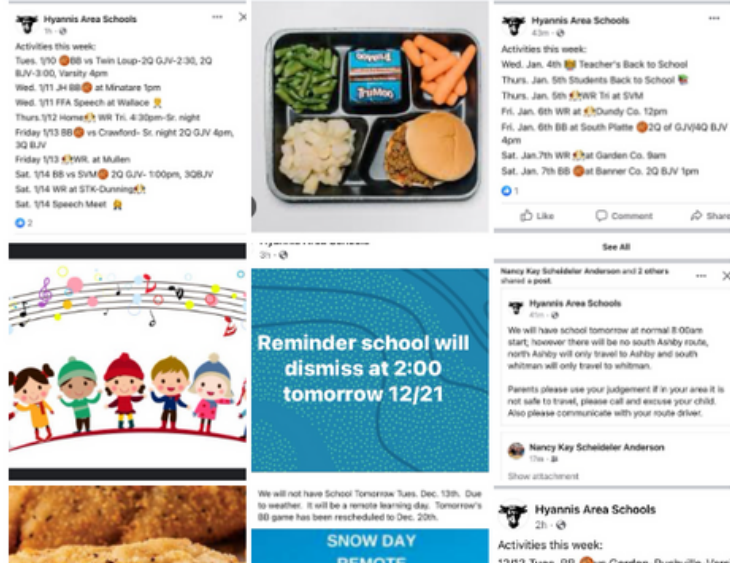 Hyannis Area Schools
1h
Activities this week:
Tues. 1/10 BB vs Twin Loup-2Q GJV-2:30, 2Q
BJV-3:00, Varsity 4pm
Wed. 1/11 JH BB at Minatare 1pm
Wed. 1/11 FFA Speech at Wallace
Thurs.1/12 Home WR Tri. 4:30pm-Sr. night
Friday 1/13 BB vs Crawford- Sr. night 2Q GJV 4pm,
3Q BJV
Friday 1/13 WR. at Mullen
Sat. 1/14 BB vs SVM 2Q GJV- 1:00pm, 3QBJV
Sat. 1/14 WR at STK-Dunning
Sat. 1/14 Speech Meet
2
TruMoo
TruMoo
Hyannis Area Schools
43m
Activities this week:
Wed. Jan. 4th Teacher's Back to School
Thurs. Jan. 5th Students Back to School
Thurs. Jan. 5th WR Tri at SVM
Fri. Jan. 6th WR at Dundy Co. 12pm
Fri. Jan. 6th BB at South Platte 2Q of GJV/4Q BJV
4pm
Sat. Jan.7th WR at Garden Co. 9am
Sat. Jan. 7th BB at Banner Co. 2Q BJV 1pm
1
Like Comment Share
See All
3h
Reminder school will
dismiss at 2:00
tomorrow 12/21
Nancy Kay Scheideler Anderson and 2 others
shared a post.
Hyannis Area Schools
We will have school tomorrow at normal 8:00am
start; however there will be no south Ashby route,
north Ashby will only travel to Ashby and south
whitman will only travel to whitman.
Parents please use your judgement if in your area it is
not safe to travel, please call and excuse your child.
Also please communicate with your route driver.
Nancy Kay Scheideler Anderson
Show attachment
We will not have School Tomorrow Tues. Dec. 13th. Due
to weather. It will be a remote learning day. Tomorrow's
BB game has been rescheduled to Dec. 20th.
SNOW DAY
REMOTE
Hyannis Area Schools
2h
Activities this week: